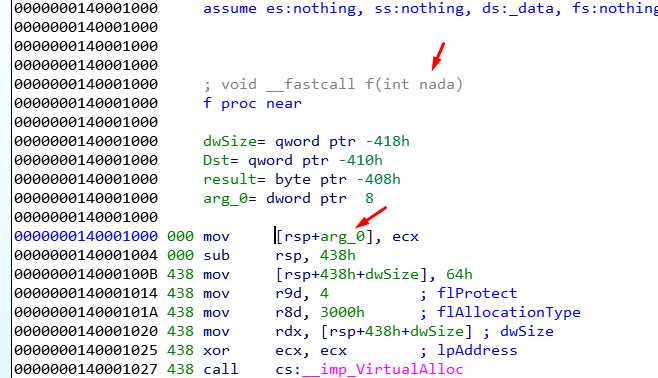 0000000140001000 assume es:nothing, ss:nothing, ds:_data, fs:nothing
0000000140001000
0000000140001000
0000000140001000
0000000140001000 ; void __fastcall f(int nada)
0000000140001000 f proc near
0000000140001000
0000000140001000 dwSize= qword ptr -418h
0000000140001000 Dst= qword ptr -410h
0000000140001000 result= byte ptr -408h
0000000140001000 arg_0= dword ptr 8
0000000140001000
0000000140001000 000 mov [rsp+arg_0], ecx
0000000140001004 000 sub rsp, 438h
000000014000100B 438 mov [rsp+438h+dwSize], 64h
0000000140001014 438 mov r9d, 4 ; flProtect
000000014000101A 438 mov r8d, 3000h ; flAllocationType
0000000140001020 438 mov rdx, [rsp+438h+dwSize] ; dwSize
0000000140001025 438 xor ecx, ecx ; lpAddress
0000000140001027 438 call cs:__imp_VirtualAlloc